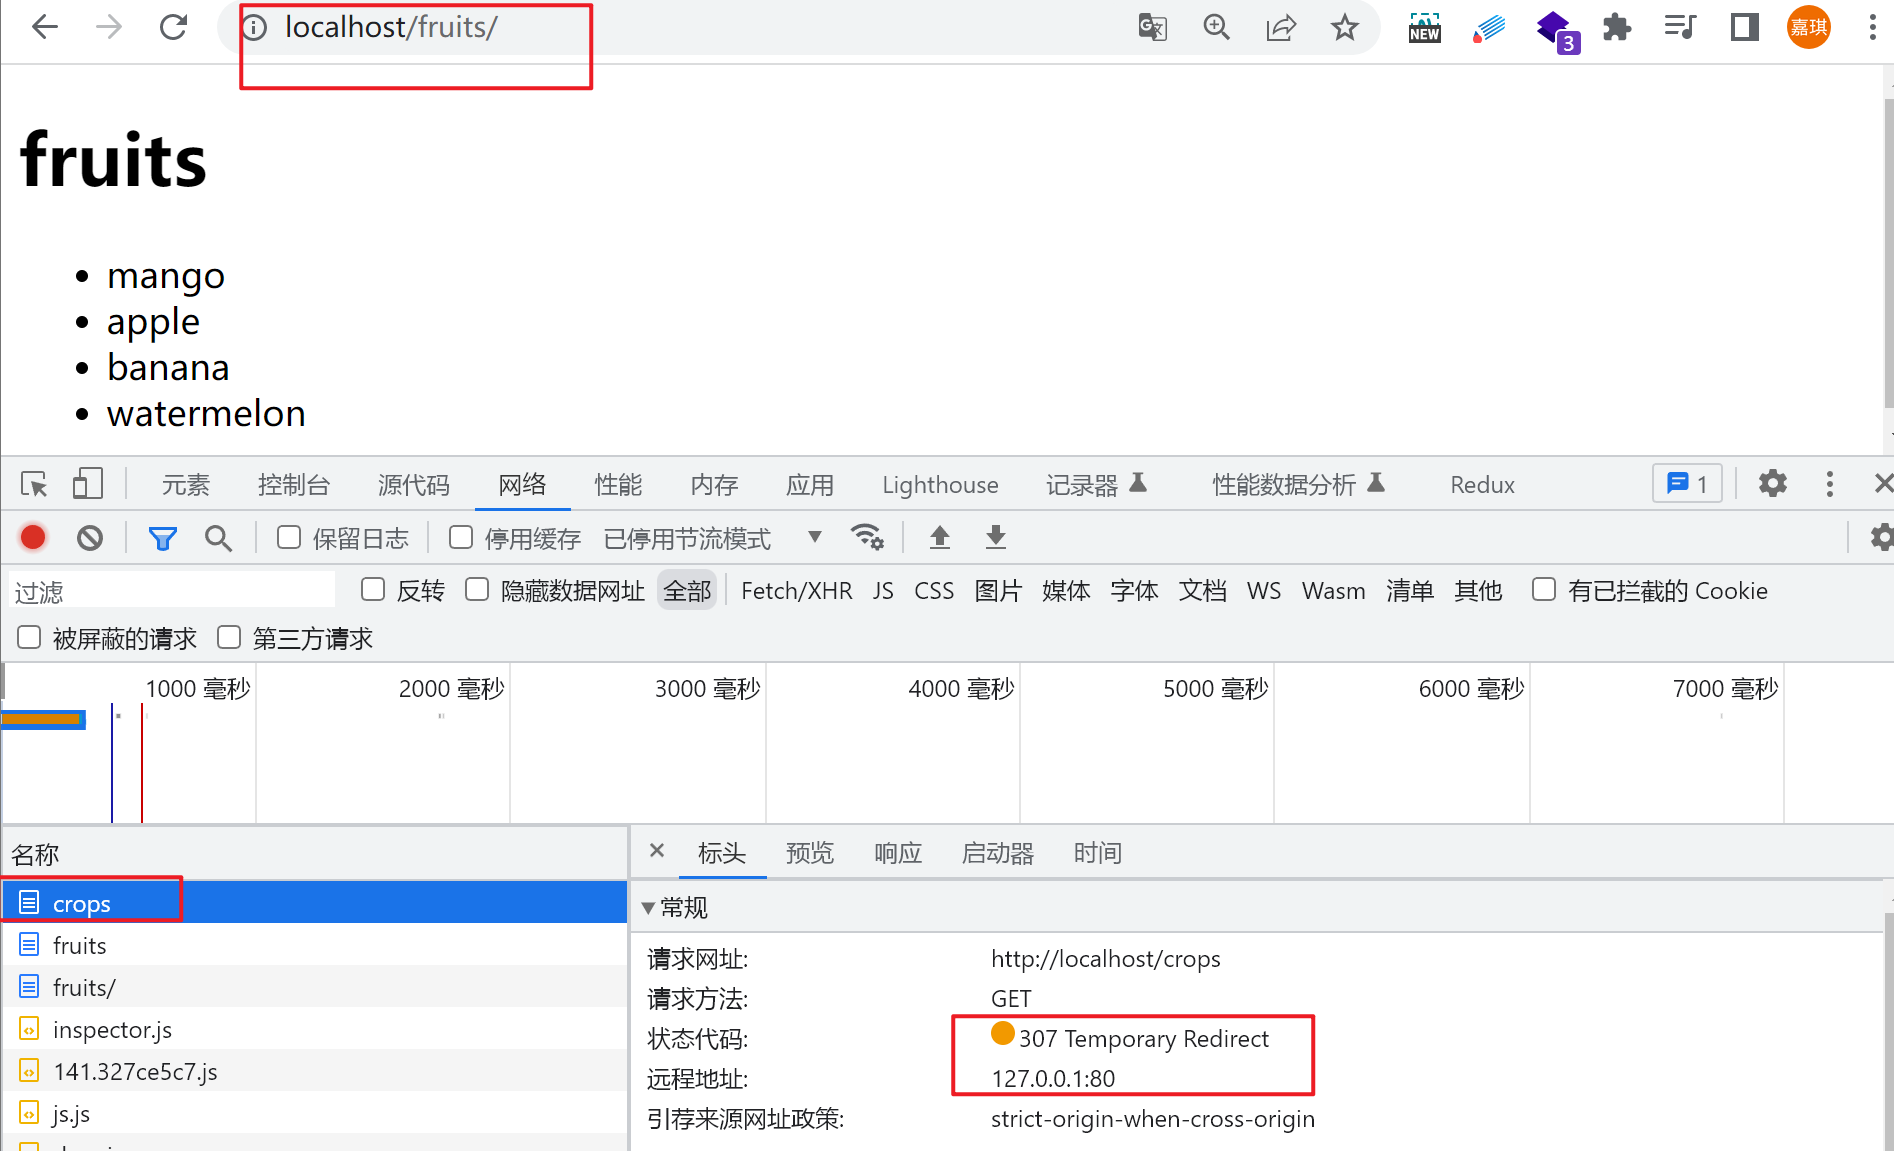 localhost/fruits/
NEW
3
嘉琪
fruits
mango
apple
banana
watermelon
元素 控制台 源代码 网络 性能 内存 应用 Lighthouse 记录器 性能数据分析 Redux 1
保留日志 停用缓存 已停用节流模式
过滤 反转 隐藏数据网址 全部 Fetch/XHR JS CSS 图片 媒体 字体 文档 WS Wasm 清单 其他 有已拦截的 Cookie
被屏蔽的请求 第三方请求
1000 毫秒 2000 毫秒 3000 毫秒 4000 毫秒 5000 毫秒 6000 毫秒 7000 毫秒
名称
crops
fruits
fruits/
inspector.js
141.327ce5c7.js
js.js
标头 预览 响应 启动器 时间
常规
请求网址: http://localhost/crops
请求方法: GET
状态代码: 307 Temporary Redirect
远程地址: 127.0.0.1:80
引荐来源网址政策: strict-origin-when-cross-origin